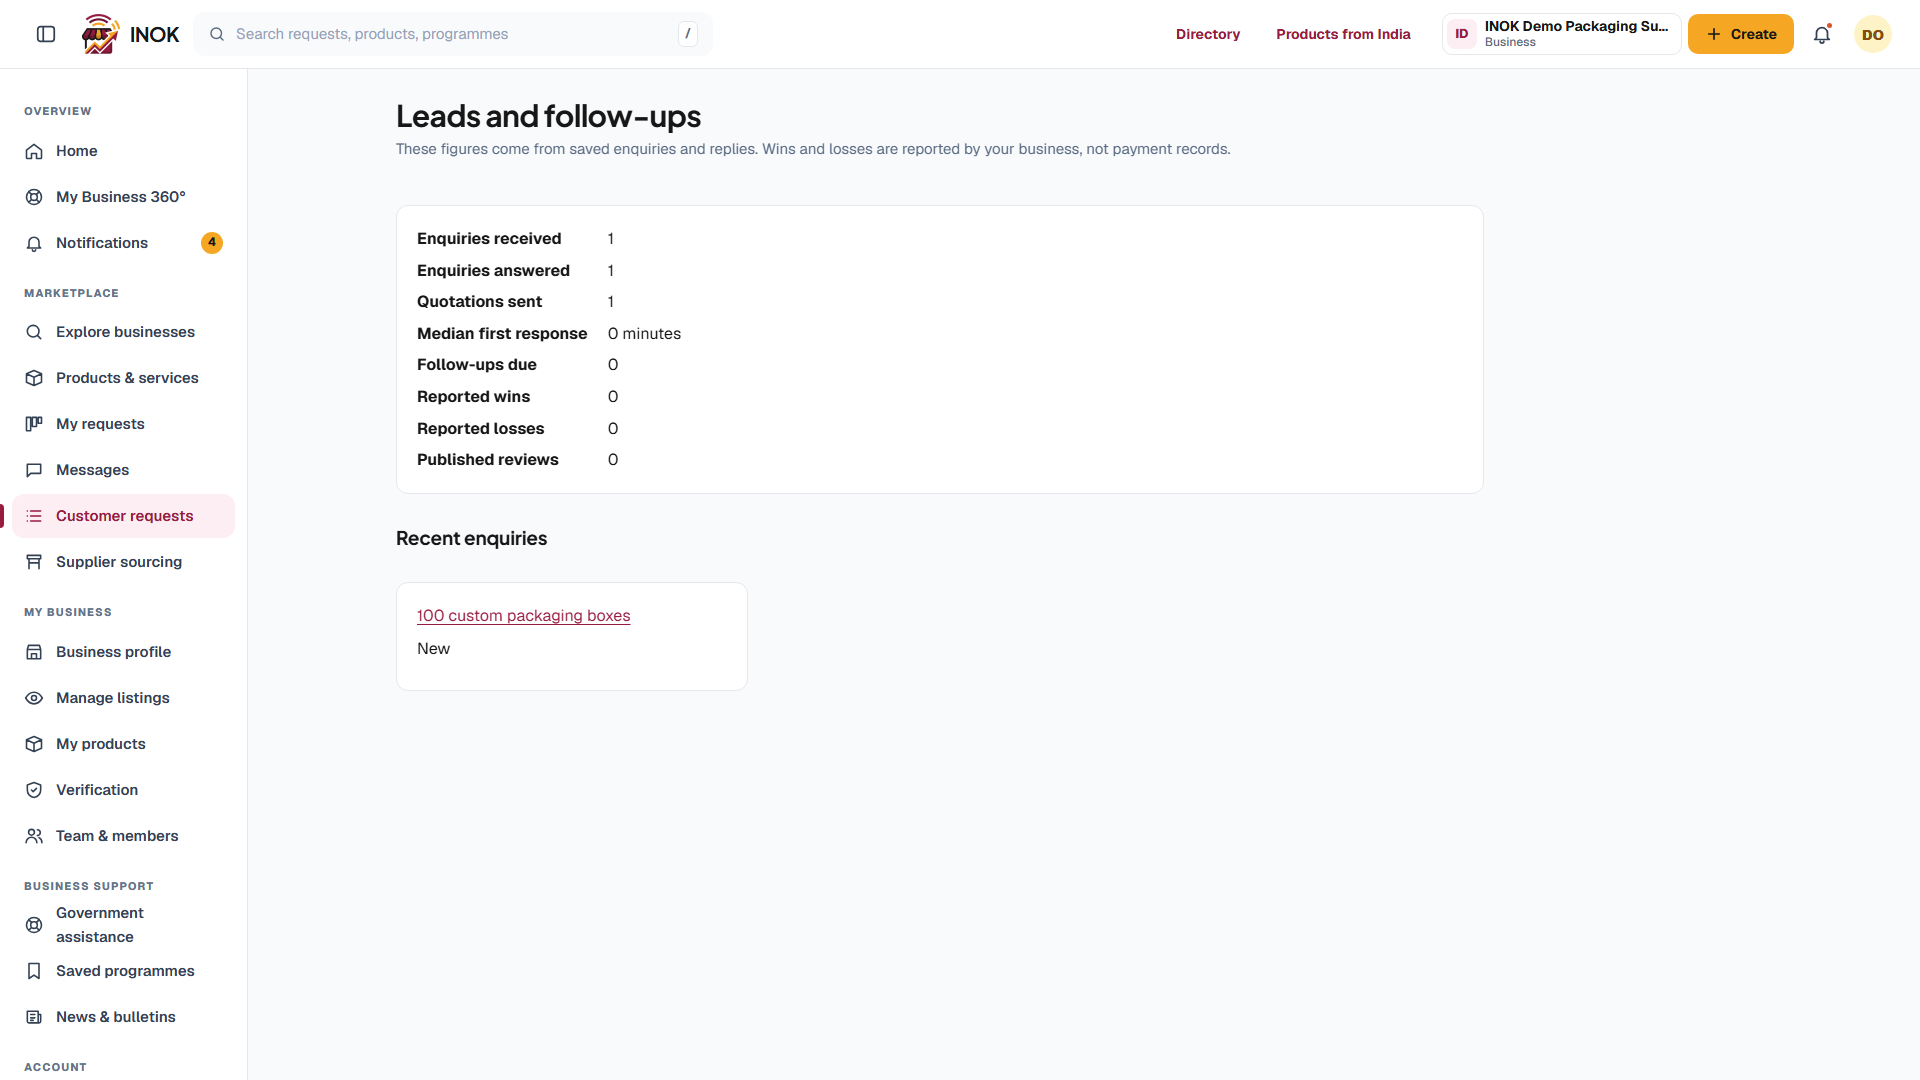 INOK
Search requests, products, programmes
/
Directory
Products from India
ID
INOK Demo Packaging Su...
Business
Create
DO
OVERVIEW
Home
My Business 360°
Notifications
4
MARKETPLACE
Explore businesses
Products & services
My requests
Messages
Customer requests
Supplier sourcing
MY BUSINESS
Business profile
Manage listings
My products
Verification
Team & members
BUSINESS SUPPORT
Government
assistance
Saved programmes
News & bulletins
ACCOUNT
Leads and follow-ups
These figures come from saved enquiries and replies. Wins and losses are reported by your business, not payment records.
Enquiries received 1
Enquiries answered 1
Quotations sent 1
Median first response 0 minutes
Follow-ups due 0
Reported wins 0
Reported losses 0
Published reviews 0
Recent enquiries
100 custom packaging boxes
New